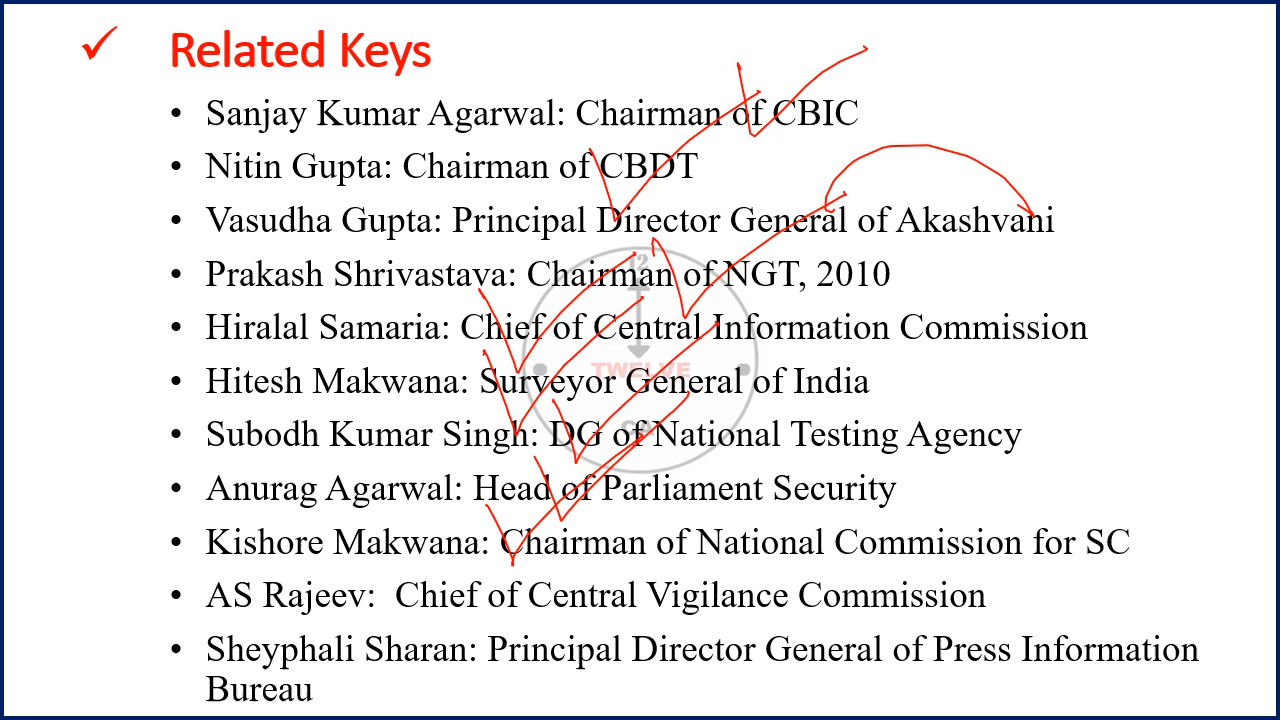 ✓ Related Keys
• Sanjay Kumar Agarwal: Chairman of CBIC
• Nitin Gupta: Chairman of CBDT
• Vasudha Gupta: Principal Director General of Akashvani
• Prakash Shrivastava: Chairman of NGT, 2010
• Hiralal Samaria: Chief of Central Information Commission
• Hitesh Makwana: Surveyor General of India
• Subodh Kumar Singh: DG of National Testing Agency
• Anurag Agarwal: Head of Parliament Security
• Kishore Makwana: Chairman of National Commission for SC
• AS Rajeev:  Chief of Central Vigilance Commission
• Sheyphali Sharan: Principal Director General of Press Information
Bureau
12
TWELVE